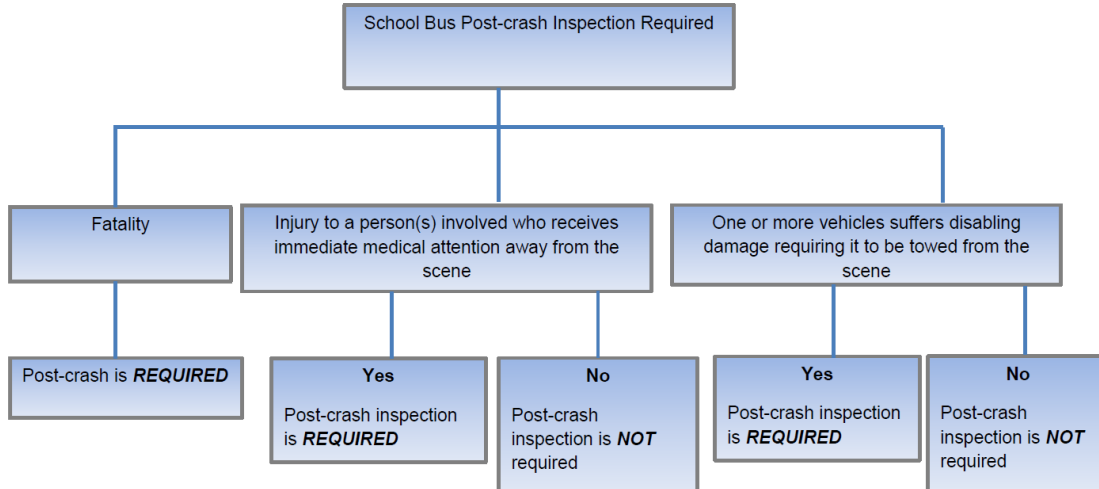 School Bus Post-crash Inspection Required
Fatality
Injury to a person(s) involved who receives
immediate medical attention away from the
scene
One or more vehicles suffers disabling
damage requiring it to be towed from the
scene
Post-crash is REQUIRED
Yes
Post-crash inspection
is REQUIRED
No
Post-crash
inspection is NOT
required
Yes
Post-crash inspection
is REQUIRED
No
Post-crash
inspection is NOT
required